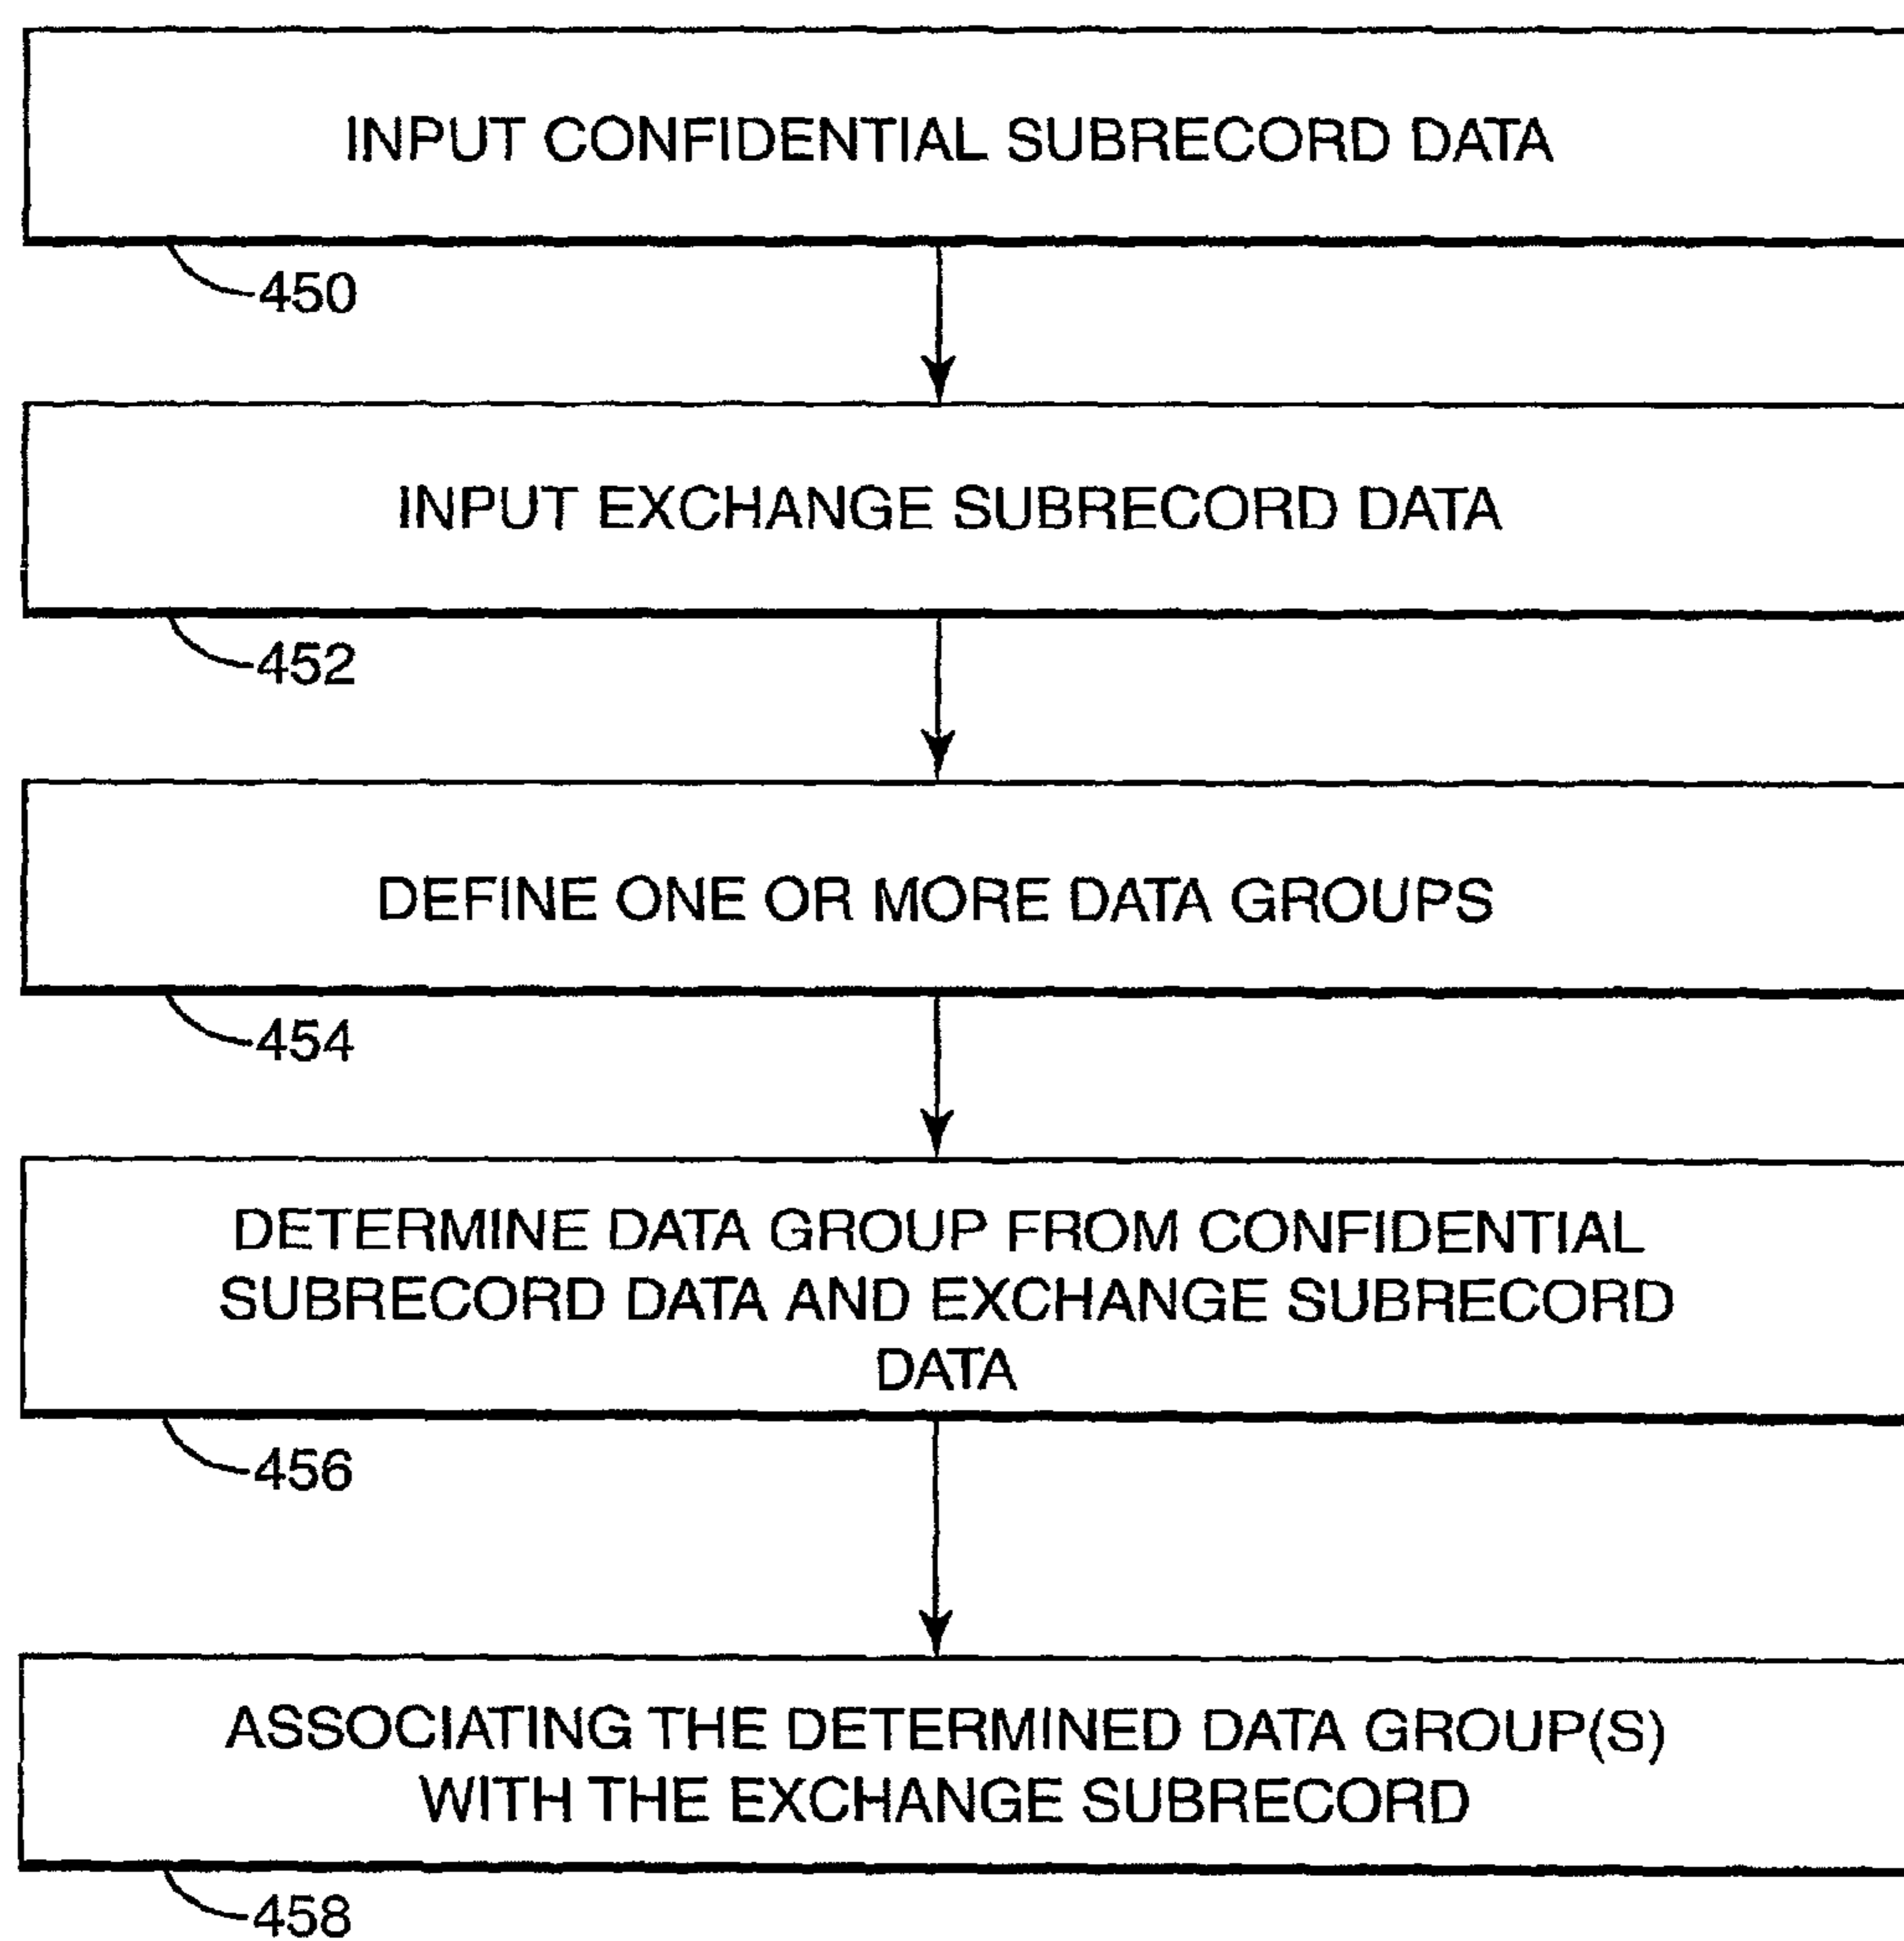 INPUT CONFIDENTIAL SUBRECORD DATA
450
INPUT EXCHANGE SUBRECORD DATA
452
DEFINE ONE OR MORE DATA GROUPS
454
DETERMINE DATA GROUP FROM CONFIDENTIAL
SUBRECORD DATA AND EXCHANGE SUBRECORD
DATA
456
ASSOCIATING THE DETERMINED DATA GROUP(S)
WITH THE EXCHANGE SUBRECORD
458